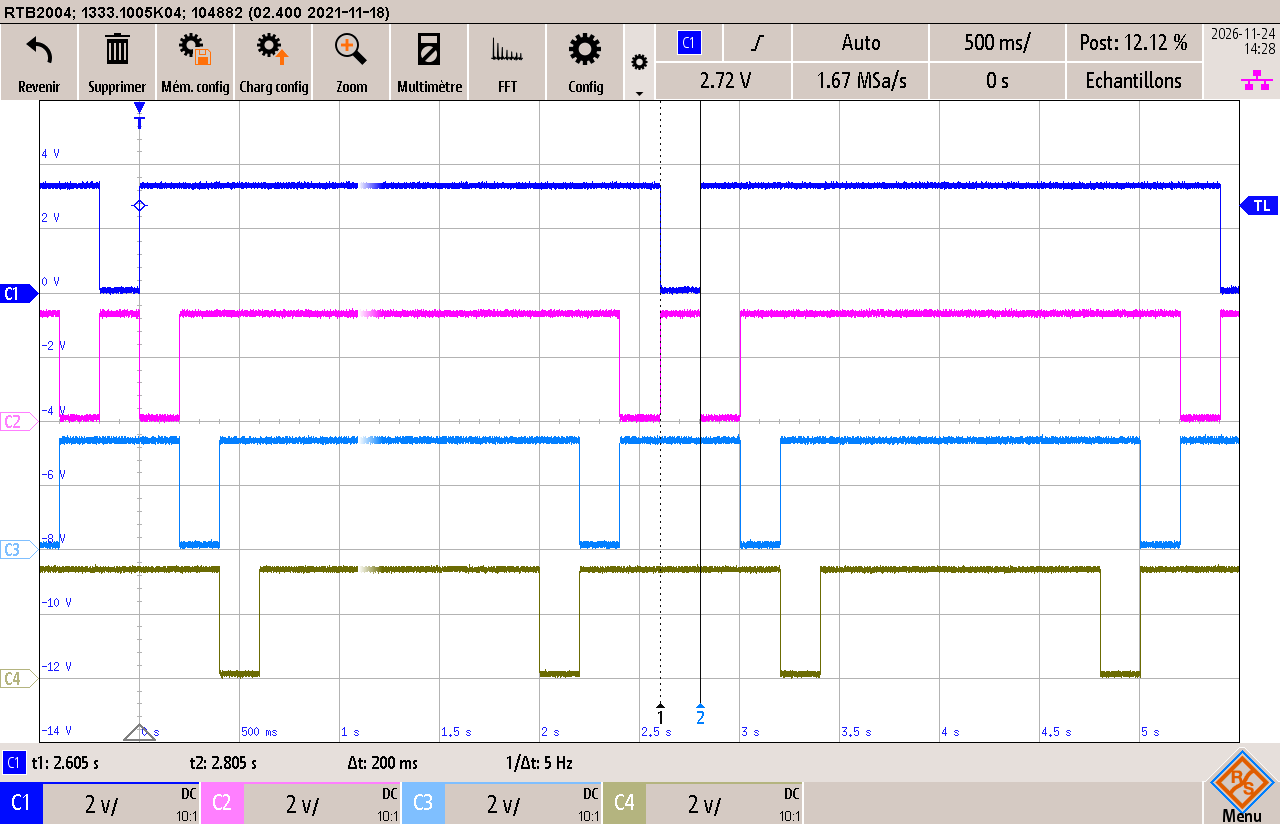 RTB2004; 1333.1005K04; 104882 (02.400 2021-11-18)
Revenir
Supprimer
Mém. config
Charg config
Zoom
Multimètre
FFT
Config
C1
Auto
500 ms/
Post: 12.12 %
2.72 V
1.67 MSa/s
0 s
Echantillons
2026-11-24
14:28
T
4 V
2 V
TL
0 V
C1
-2 V
-4 V
C2
-6 V
-8 V
C3
-10 V
-12 V
C4
1
2
-14 V
0 s
500 ms
1 s
1.5 s
2 s
2.5 s
3 s
3.5 s
4 s
4.5 s
5 s
C1 t1: 2.605 s t2: 2.805 s Δt: 200 ms 1/Δt: 5 Hz
C1 2 V/ DC 10:1
C2 2 V/ DC 10:1
C3 2 V/ DC 10:1
C4 2 V/ DC 10:1
R&S
Menu